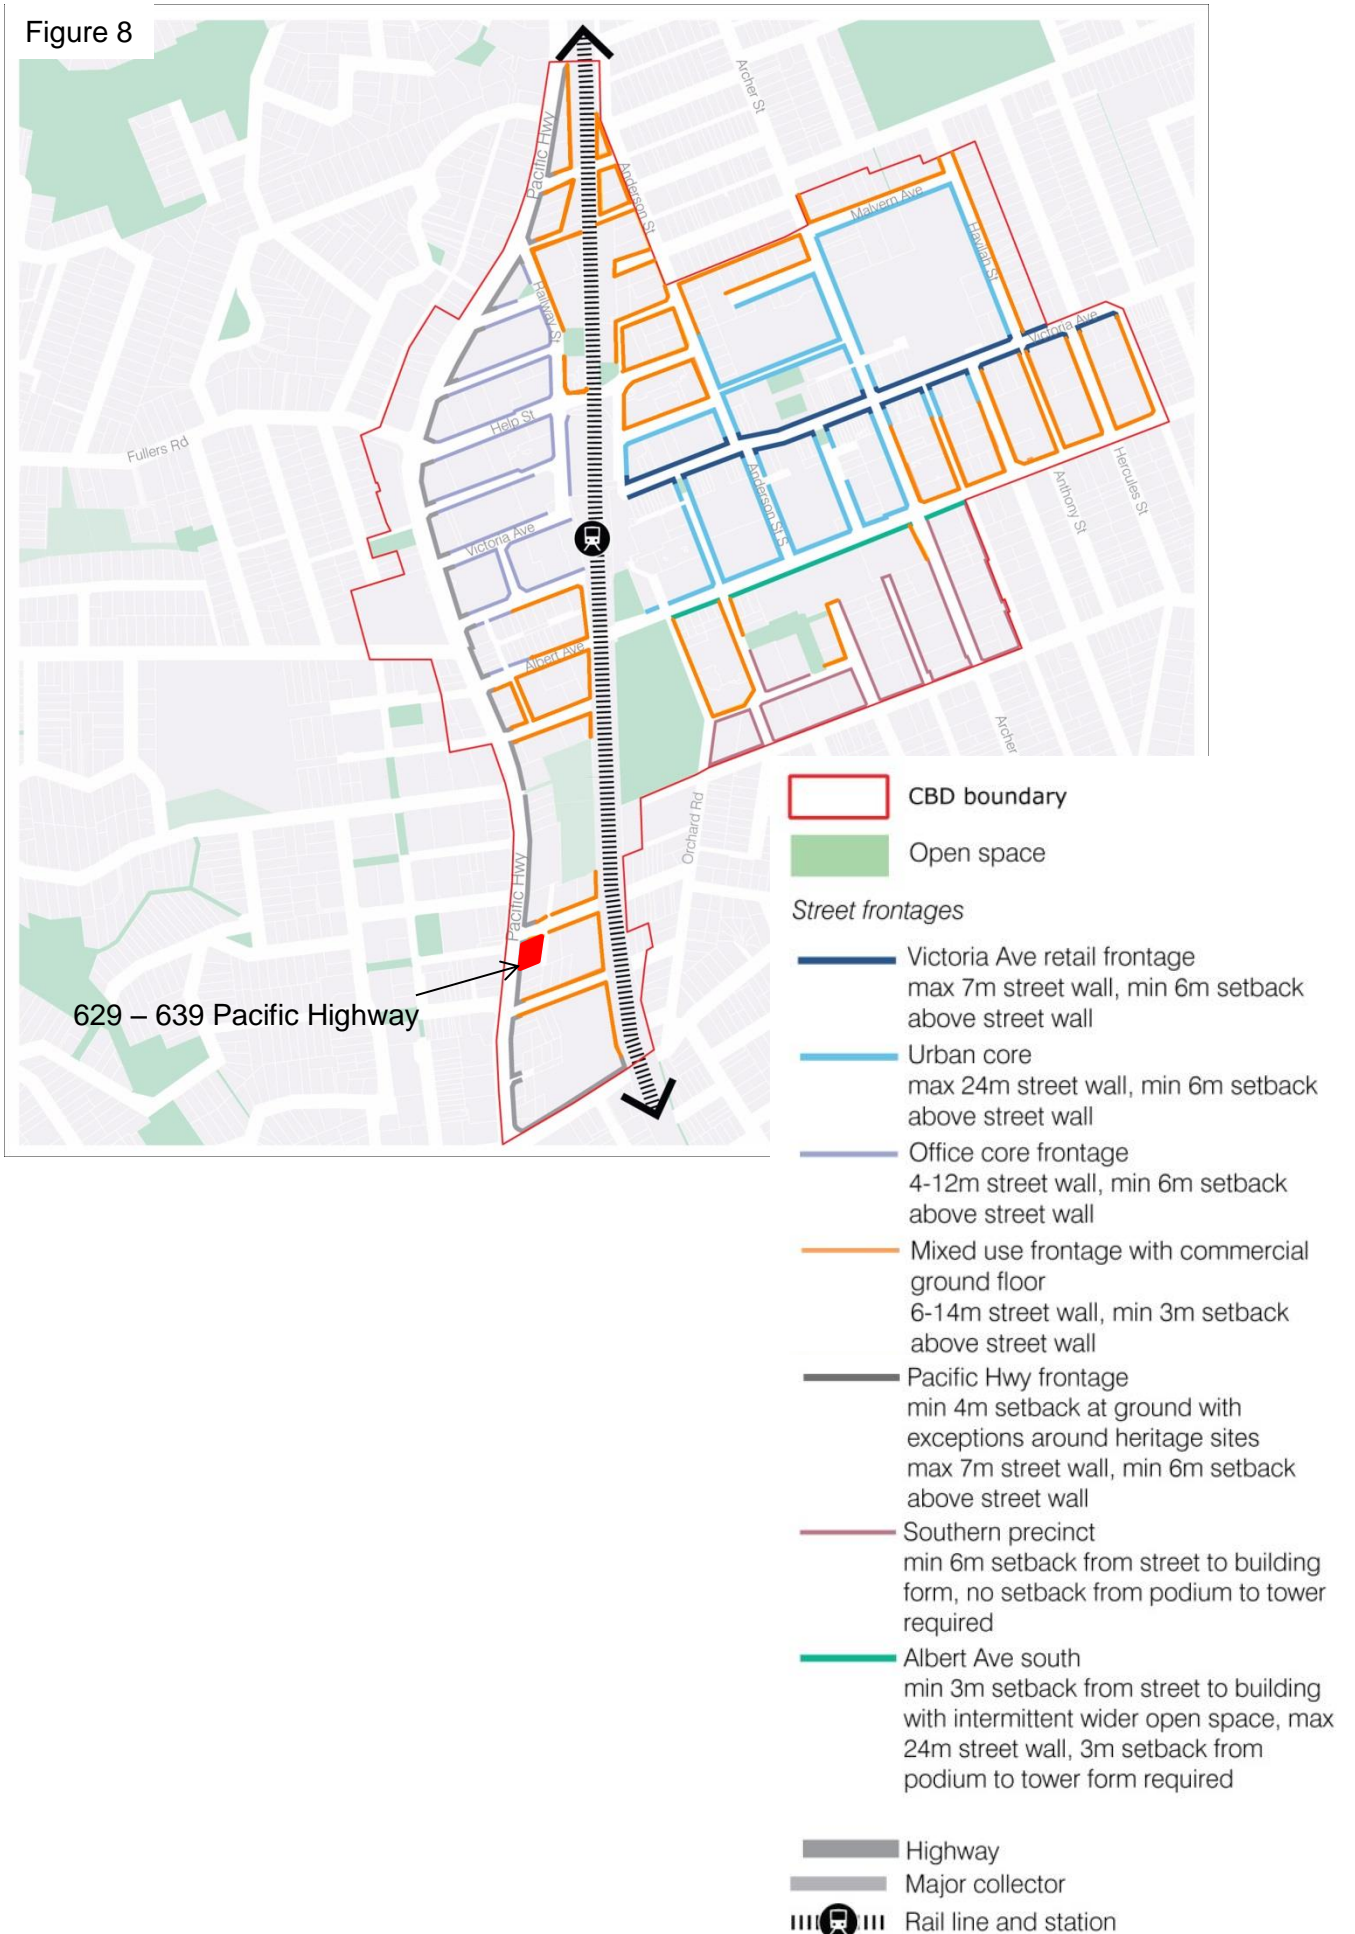 Figure 8
Archer St
Pacific Hwy
Anderson St
Malvern Ave
Havilah St
Railway St
Victoria Ave
Help St
Fullers Rd
Anderson St S
Hercules St
Anthony St
Victoria Ave
Albert Ave
Archer
Orchard Rd
Pacific Hwy
629 – 639 Pacific Highway
CBD boundary
Open space
Street frontages
Victoria Ave retail frontage
max 7m street wall, min 6m setback
above street wall
Urban core
max 24m street wall, min 6m setback
above street wall
Office core frontage
4-12m street wall, min 6m setback
above street wall
Mixed use frontage with commercial
ground floor
6-14m street wall, min 3m setback
above street wall
Pacific Hwy frontage
min 4m setback at ground with
exceptions around heritage sites
max 7m street wall, min 6m setback
above street wall
Southern precinct
min 6m setback from street to building
form, no setback from podium to tower
required
Albert Ave south
min 3m setback from street to building
with intermittent wider open space, max
24m street wall, 3m setback from
podium to tower form required
Highway
Major collector
Rail line and station